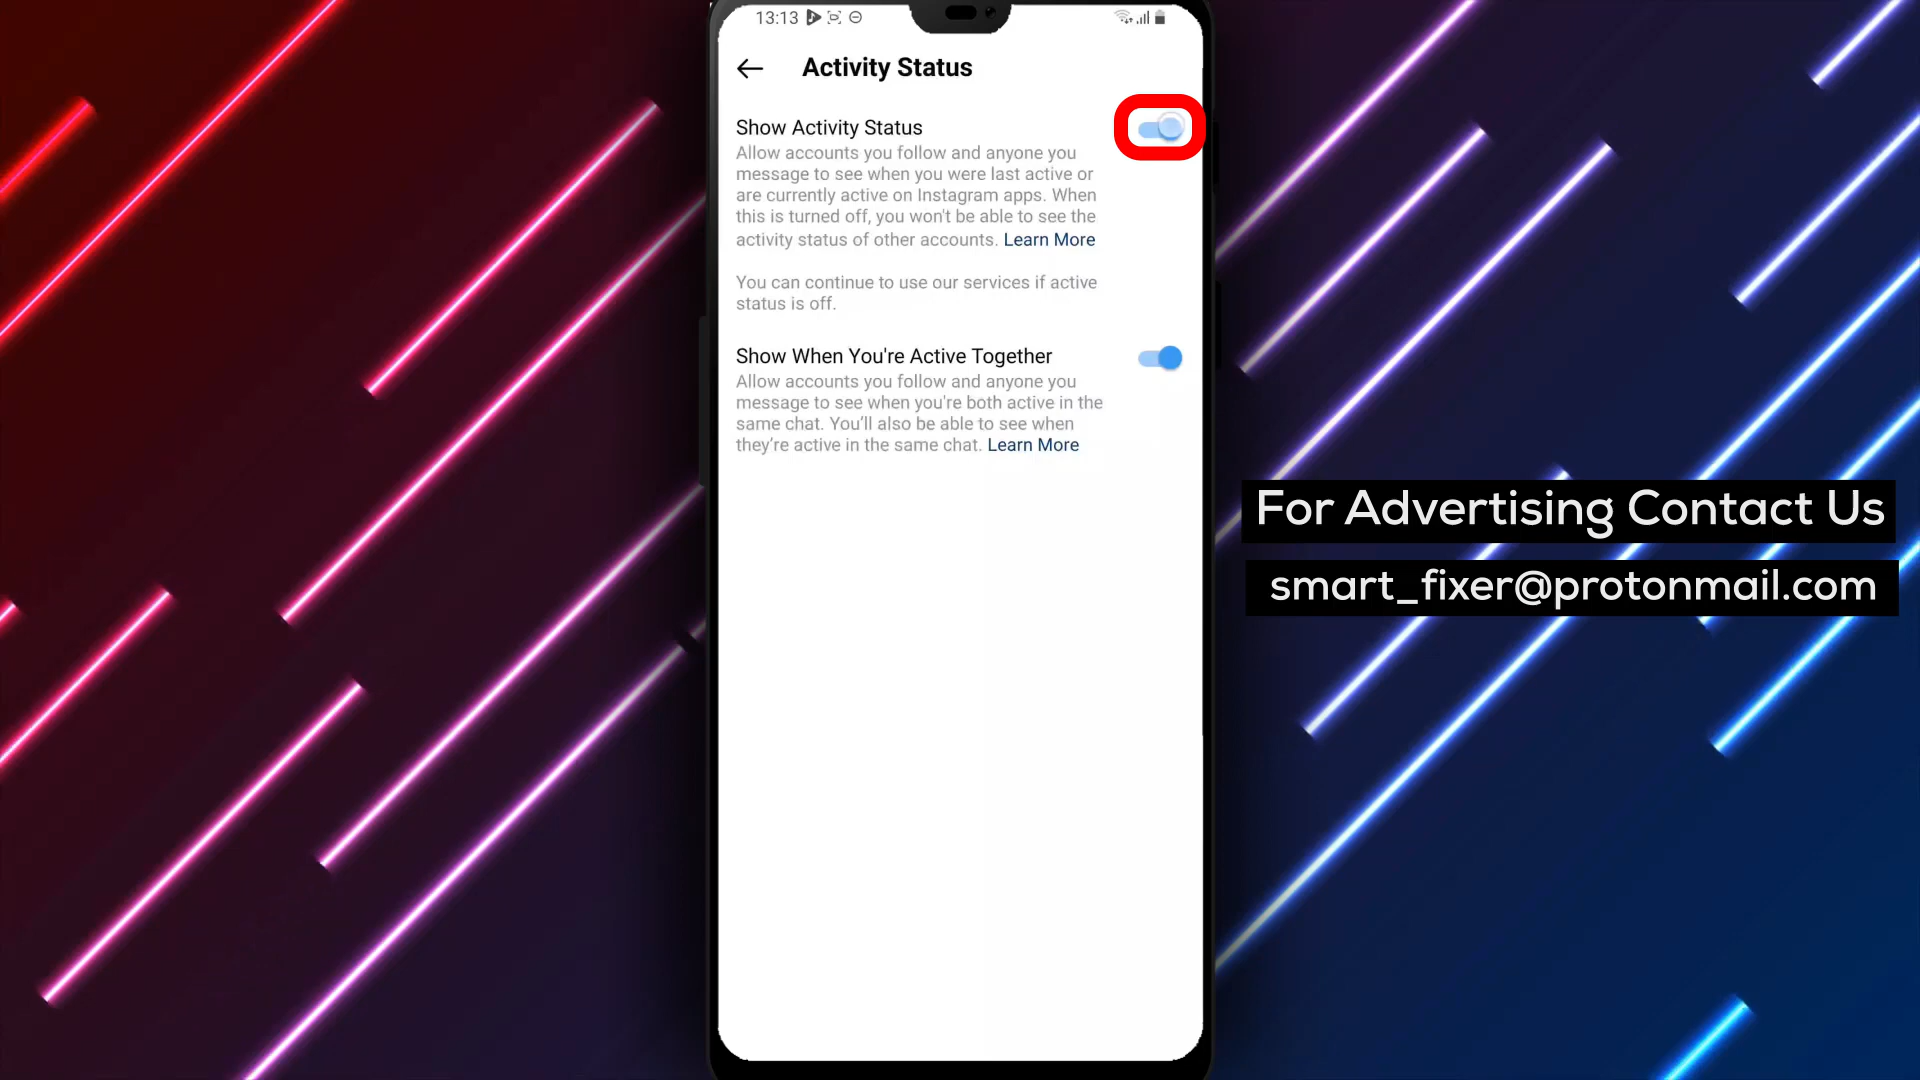 13:13
Activity Status
Show Activity Status
Allow accounts you follow and anyone you
message to see when you were last active or
are currently active on Instagram apps. When
this is turned off, you won't be able to see the
activity status of other accounts. Learn More
You can continue to use our services if active
status is off.
Show When You're Active Together
Allow accounts you follow and anyone you
message to see when you're both active in the
same chat. You'll also be able to see when
they're active in the same chat. Learn More
For Advertising Contact Us
smart_fixer@protonmail.com